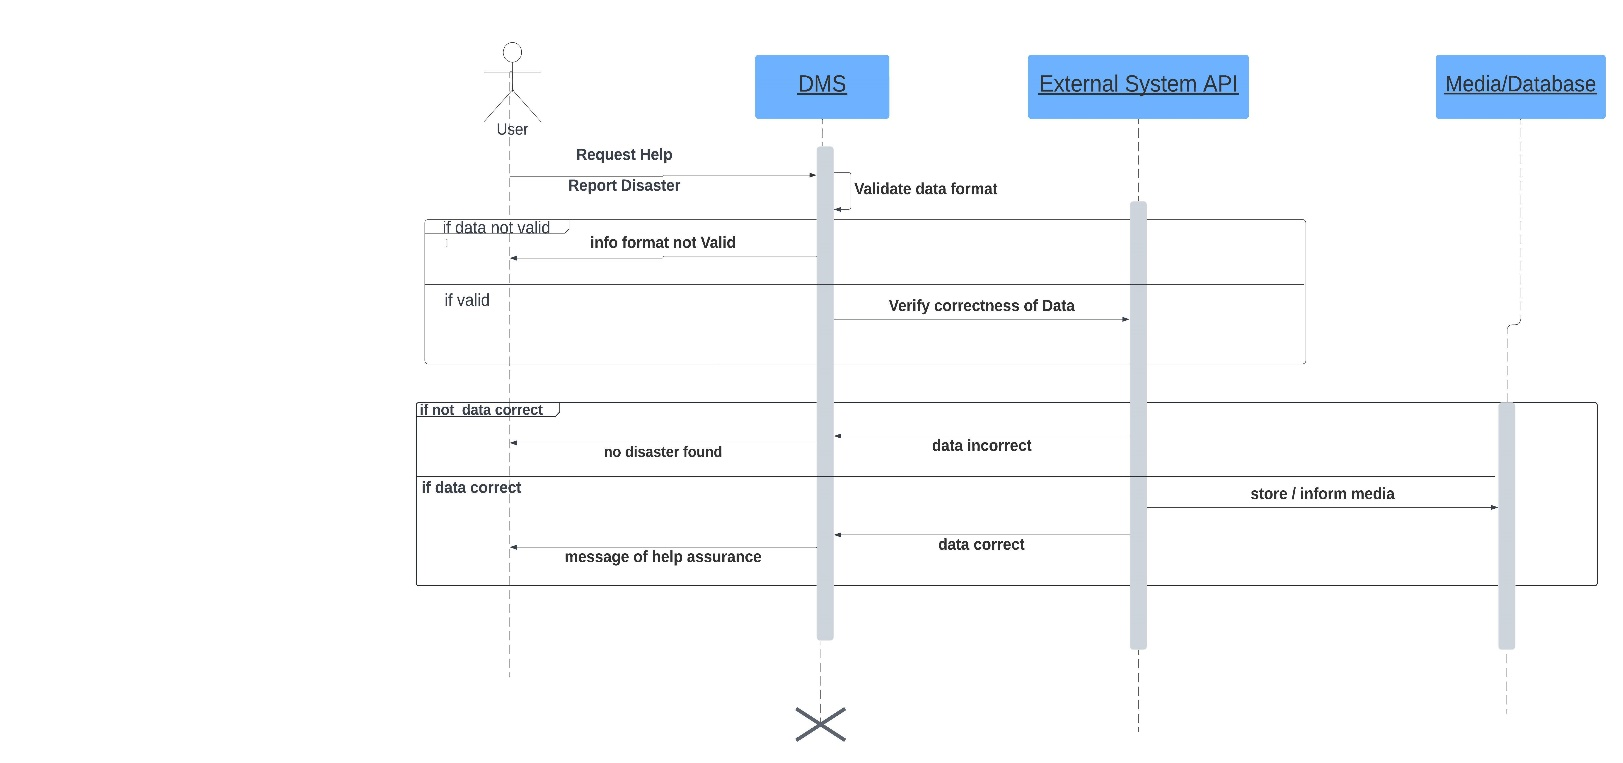 DMS
External System API
Media/Database
User
Request Help
Report Disaster
Validate data format
if data not valid
info format not Valid
if valid
Verify correctness of Data
if not data correct
data incorrect
no disaster found
if data correct
store / inform media
data correct
message of help assurance